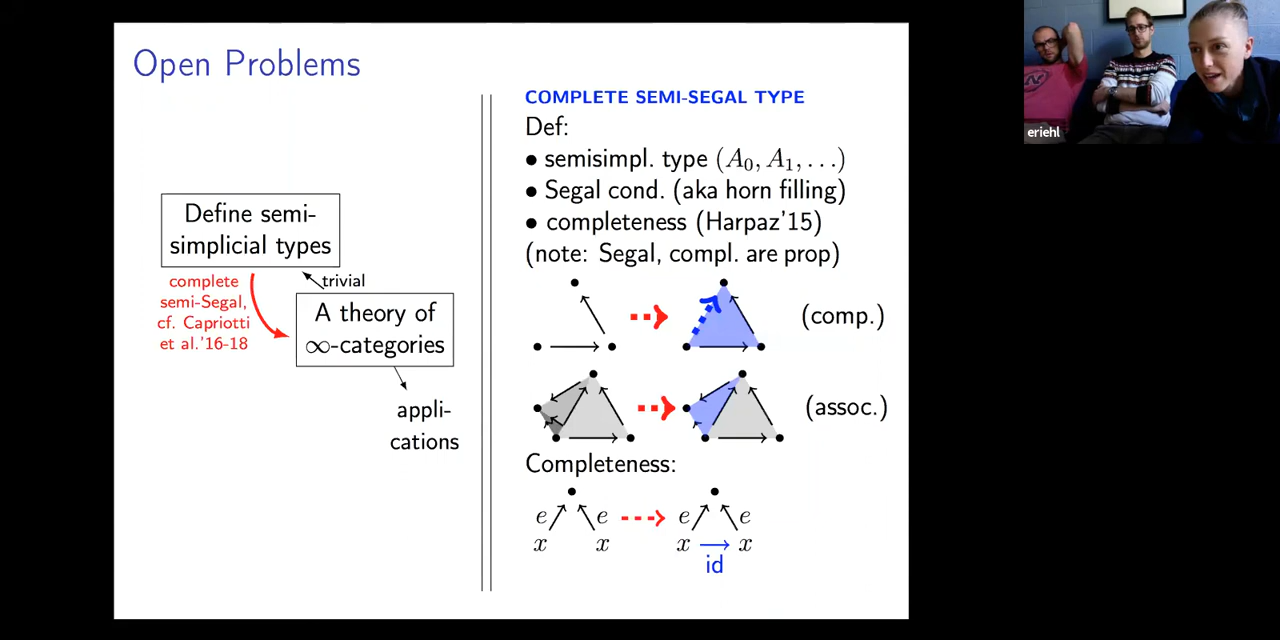 Open Problems
Define semi-
simplicial types
complete
semi-Segal,
cf. Capriotti
et al.'16-18
trivial
A theory of
∞-categories
appli-
cations
COMPLETE SEMI-SEGAL TYPE
Def:
• semisimpl. type (A₀, A₁, . . .)
• Segal cond. (aka horn filling)
• completeness (Harpaz'15)
(note: Segal, compl. are prop)
(comp.)
(assoc.)
Completeness:
e e e e
x x x x
id
eriehl